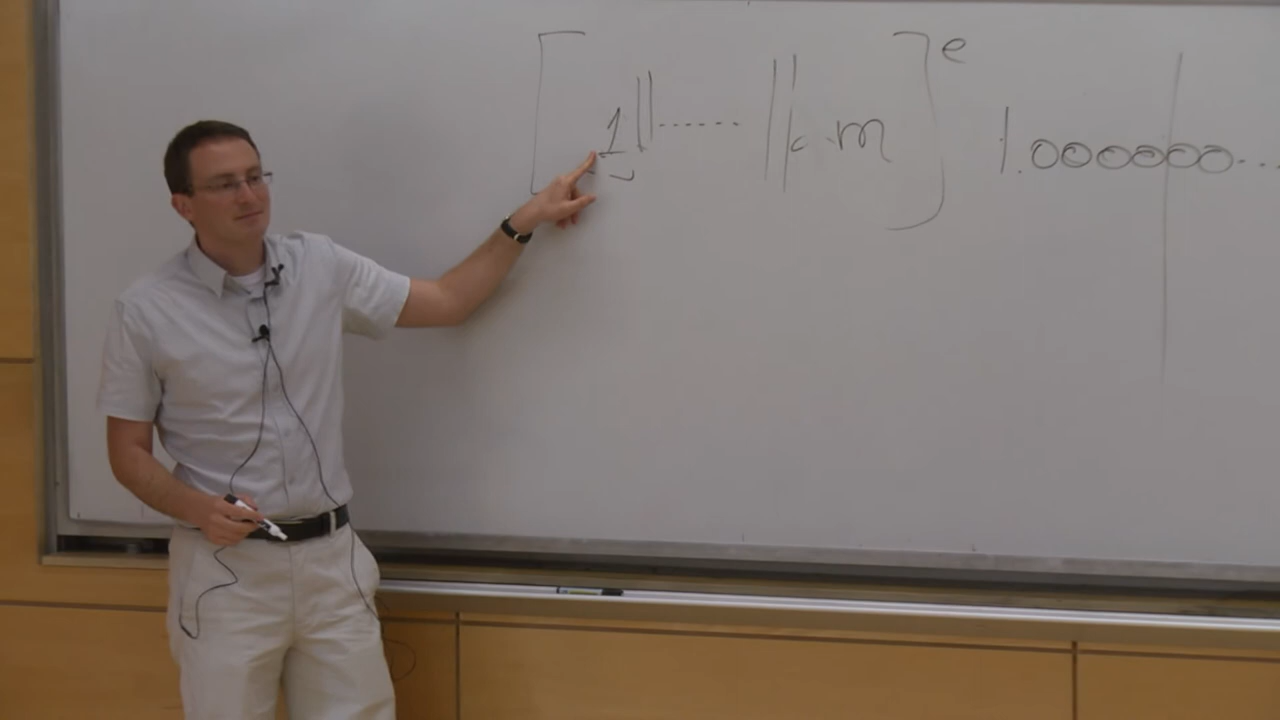 [ 1 || ------ || c · m ]^e
1.000000...